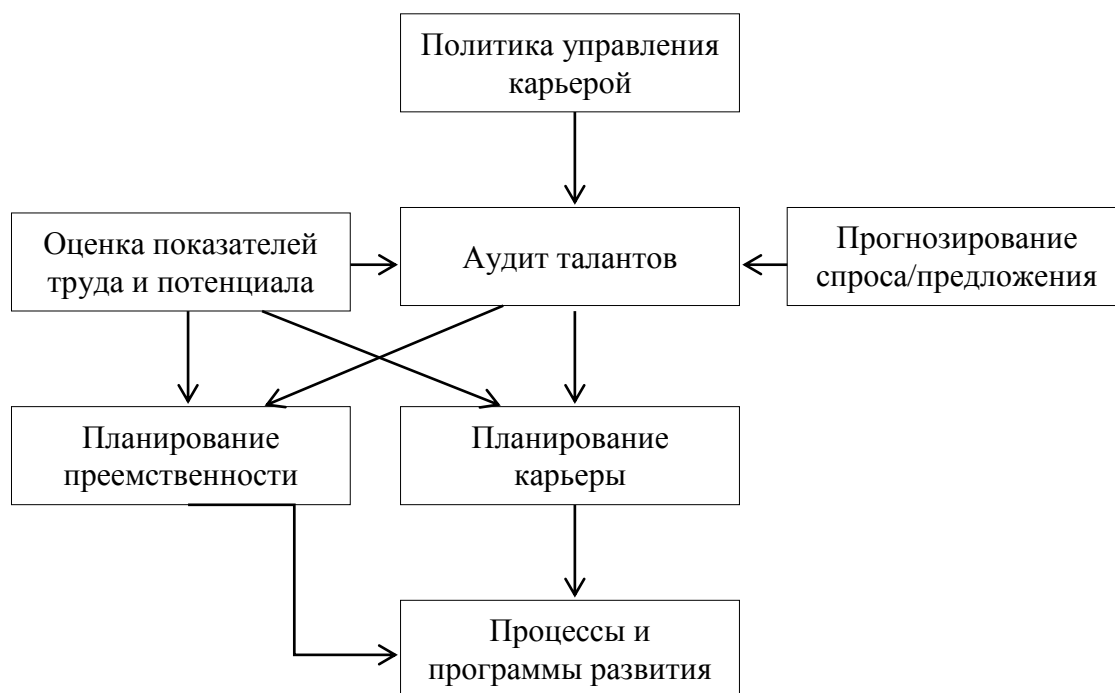 Политика управления
карьерой
Оценка показателей
труда и потенциала
Аудит талантов
Прогнозирование
спроса/предложения
Планирование
преемственности
Планирование
карьеры
Процессы и
программы развития